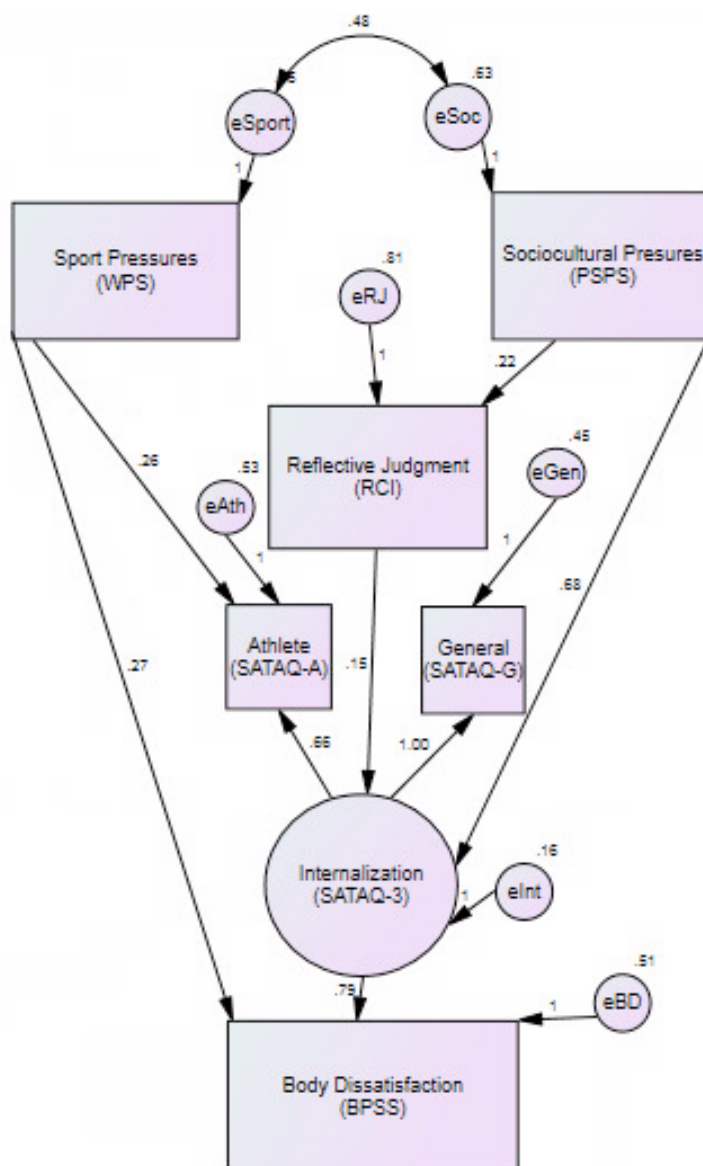 .48
.63
eSport
eSoc
1
1
Sport Pressures
(WPS)
Sociocultural Presures
(PSPS)
.81
eRJ
1
.22
Reflective Judgment
(RCI)
.45
eGen
.26
.53
eAth
1
1
.68
Athlete
(SATAQ-A)
General
(SATAQ-G)
.27
.15
.66
1.00
Internalization
(SATAQ-3)
.16
eInt
1
.79
.51
eBD
1
Body Dissatisfaction
(BPSS)